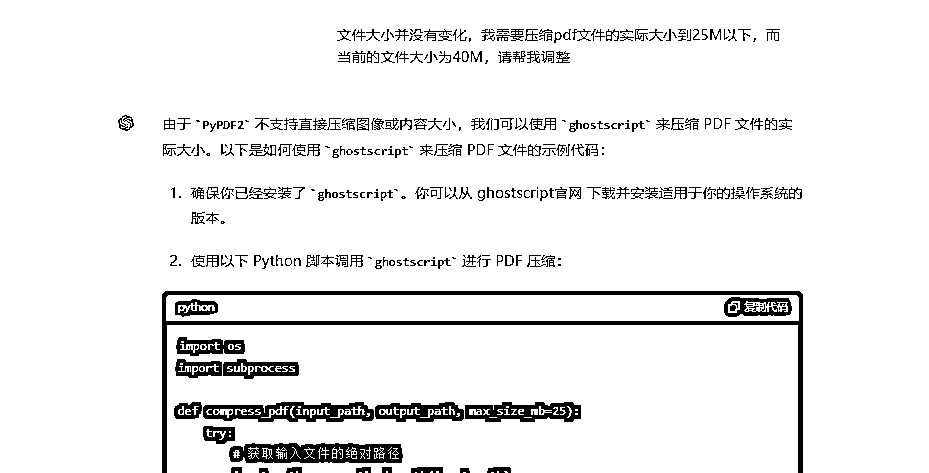 文件大小并没有变化，我需要压缩pdf文件的实际大小到25M以下，而
当前的文件大小为40M，请帮我调整
由于 `PyPDF2` 不支持直接压缩图像或内容大小，我们可以使用 `ghostscript` 来压缩 PDF 文件的实
际大小。以下是如何使用 `ghostscript` 来压缩 PDF 文件的示例代码：
1. 确保你已经安装了 `ghostscript`。你可以从 ghostscript官网 下载并安装适用于你的操作系统的
版本。
2. 使用以下 Python 脚本调用 `ghostscript` 进行 PDF 压缩：
python 复制代码
import os
import subprocess
def compress_pdf(input_path, output_path, max_size_mb=25):
try:
# 获取输入文件的绝对路径